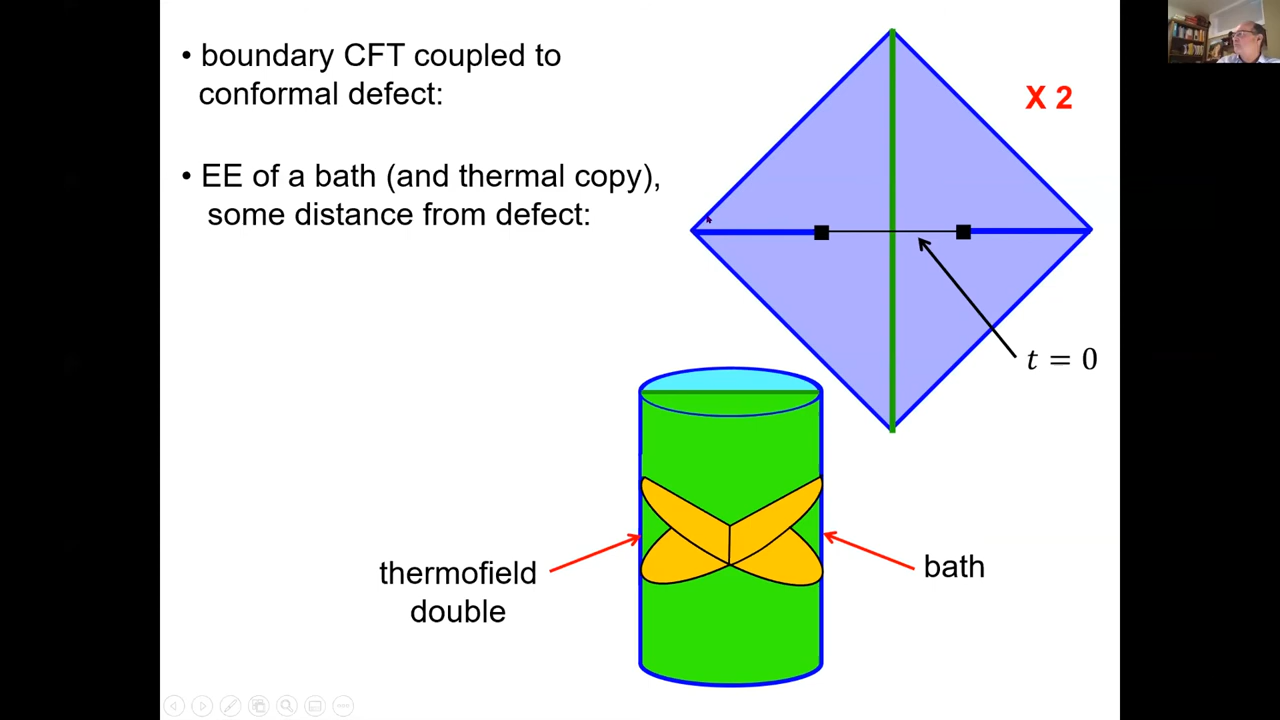 • boundary CFT coupled to
conformal defect:
• EE of a bath (and thermal copy),
some distance from defect:
X 2
t = 0
thermofield
double
bath